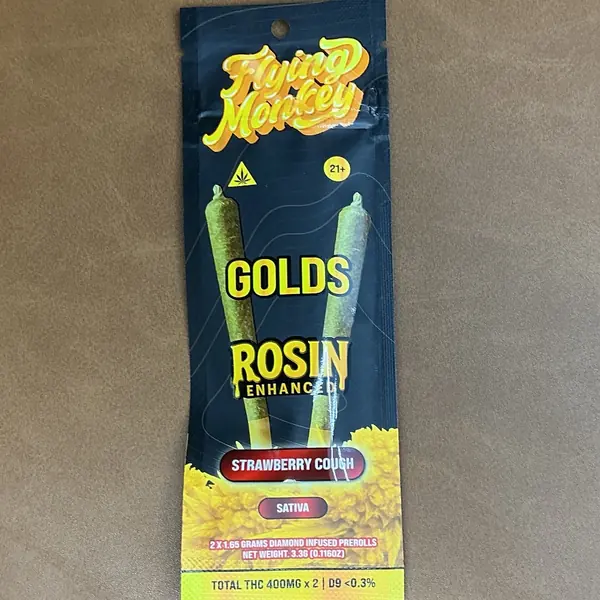 Flying
Monkey
21+
GOLDS
ROSIN
ENHANCED
STRAWBERRY COUGH
SATIVA
2 X 1.65 GRAMS DIAMOND INFUSED PREROLLS
NET WEIGHT. 3.3G (0.116OZ)
TOTAL THC 400MG x 2 | D9 <0.3%